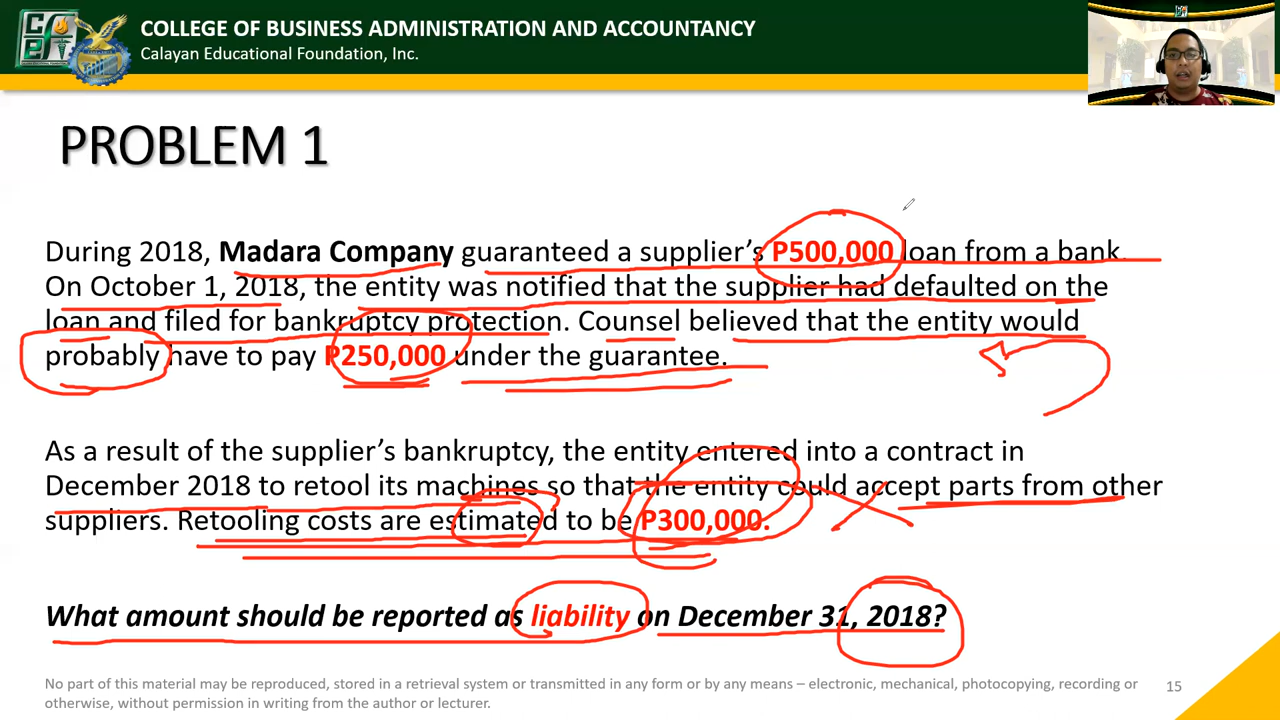 COLLEGE OF BUSINESS ADMINISTRATION AND ACCOUNTANCY
Calayan Educational Foundation, Inc.
PROBLEM 1
During 2018, Madara Company guaranteed a supplier's P500,000 loan from a bank.
On October 1, 2018, the entity was notified that the supplier had defaulted on the
loan and filed for bankruptcy protection. Counsel believed that the entity would
probably have to pay P250,000 under the guarantee.
As a result of the supplier's bankruptcy, the entity entered into a contract in
December 2018 to retool its machines so that the entity could accept parts from other
suppliers. Retooling costs are estimated to be P300,000.
What amount should be reported as liability on December 31, 2018?
No part of this material may be reproduced, stored in a retrieval system or transmitted in any form or by any means – electronic, mechanical, photocopying, recording or
otherwise, without permission in writing from the author or lecturer.
15